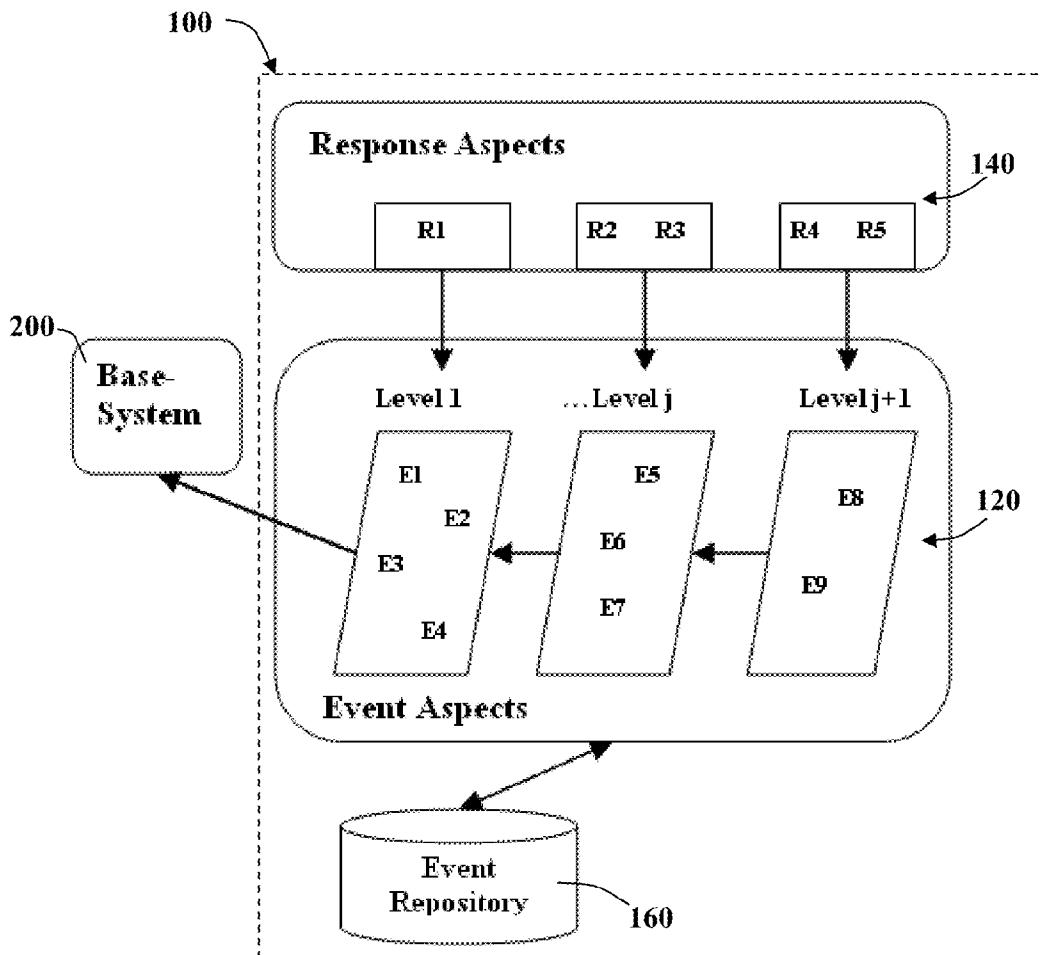 100
Response Aspects
140
R1
R2 R3
R4 R5
200
Base-
System
Level 1
...Level j
Level j+1
E1
E2
E3
E4
E5
E6
E7
E8
E9
120
Event Aspects
Event
Repository
160